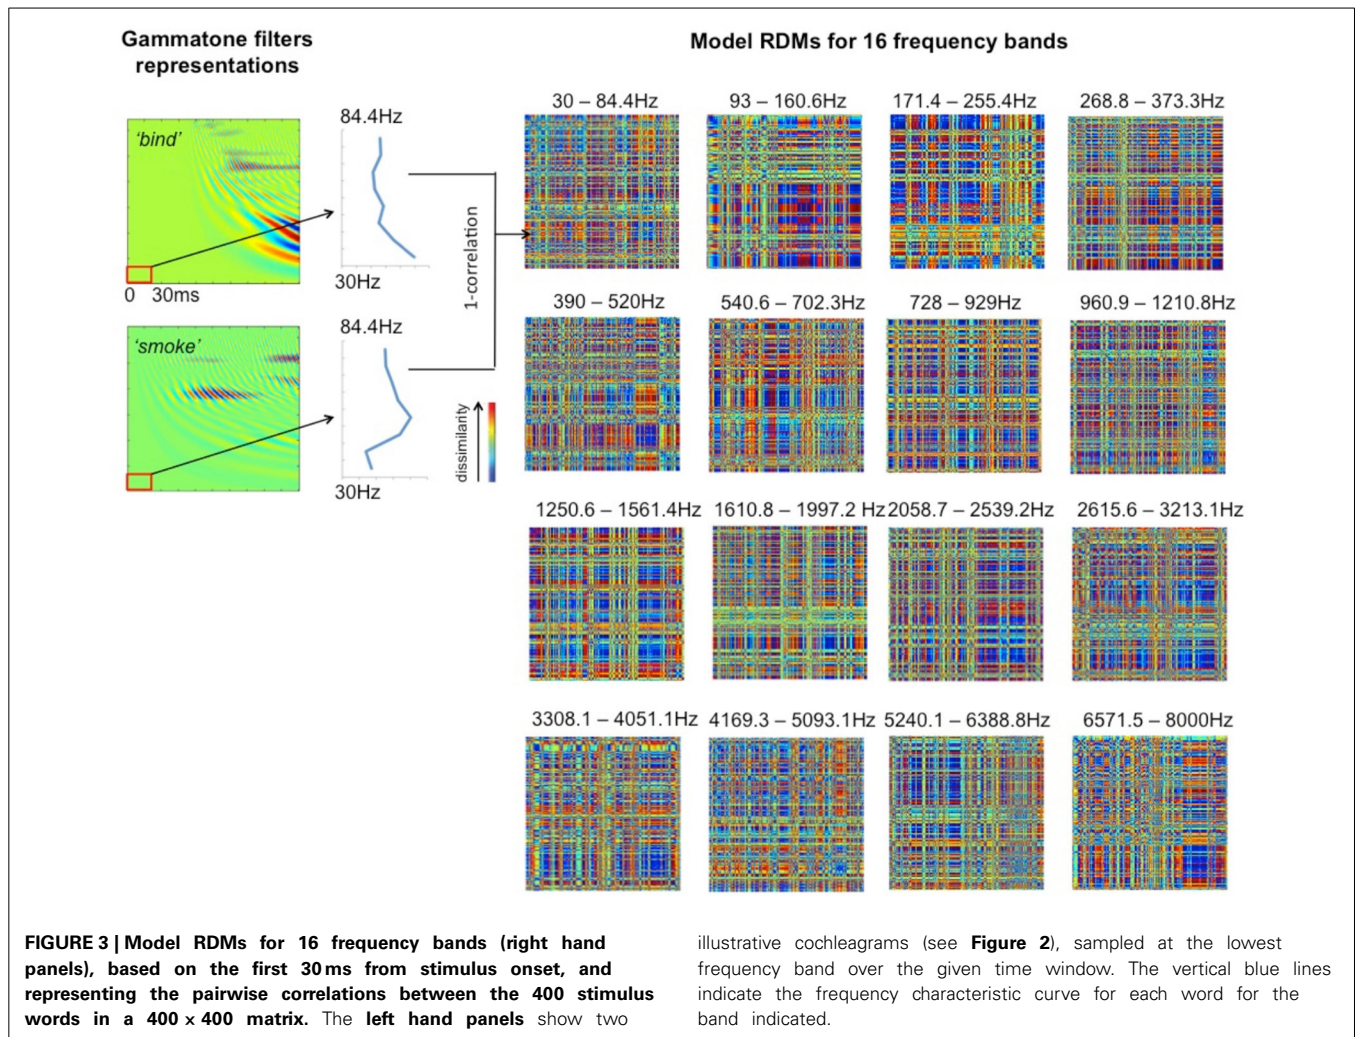 Gammatone filters
representations
Model RDMs for 16 frequency bands
'bind'
0 30ms
84.4Hz
30Hz
'smoke'
84.4Hz
30Hz
1-correlation
dissimilarity
30 – 84.4Hz
93 – 160.6Hz
171.4 – 255.4Hz
268.8 – 373.3Hz
390 – 520Hz
540.6 – 702.3Hz
728 – 929Hz
960.9 – 1210.8Hz
1250.6 – 1561.4Hz
1610.8 – 1997.2 Hz
2058.7 – 2539.2Hz
2615.6 – 3213.1Hz
3308.1 – 4051.1Hz
4169.3 – 5093.1Hz
5240.1 – 6388.8Hz
6571.5 – 8000Hz
FIGURE 3 | Model RDMs for 16 frequency bands (right hand
panels), based on the first 30 ms from stimulus onset, and
representing the pairwise correlations between the 400 stimulus
words in a 400 × 400 matrix. The left hand panels show two
illustrative cochleagrams (see Figure 2), sampled at the lowest
frequency band over the given time window. The vertical blue lines
indicate the frequency characteristic curve for each word for the
band indicated.